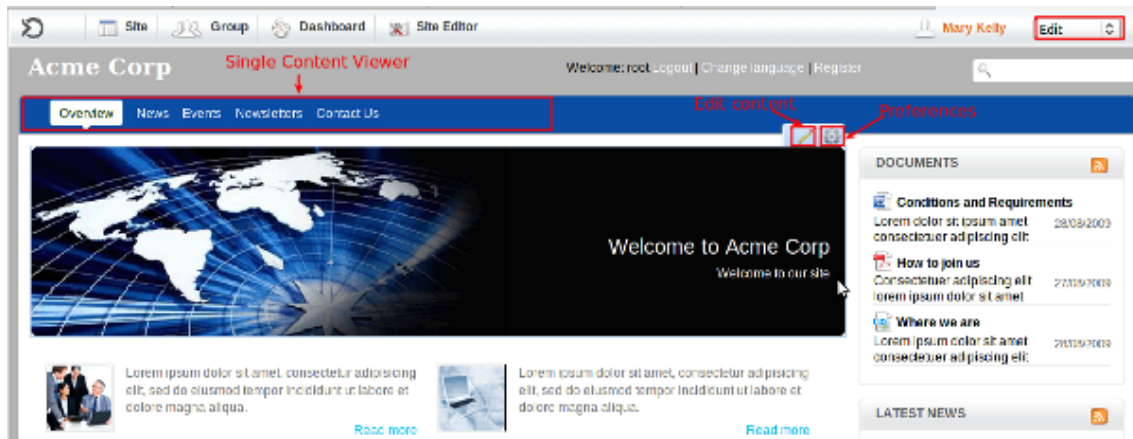 Site Group Dashboard Site Editor Mary Kelly Edit
Acme Corp Single Content Viewer Welcome: root Logout | Change language | Register
Overview News Events Newsletters Contact Us Edit content Preferences
Welcome to Acme Corp
Welcome to our site
DOCUMENTS
Conditions and Requirements
Lorem dolor sit ipsum amet 28/08/2009
consectetuer adipiscing elit
How to join us
Consectetuer adipiscing elit 27/08/2009
lorem ipsum dolor sit amet
Where we are
Lorem ipsum dolor sit amet 28/08/2009
consectetuer adipiscing elit
Lorem ipsum dolor sit amet, consectetur adipisicing
elit, sed do eiusmod tempor incididunt ut labore et
dolore magna aliqua.
Read more
Lorem ipsum dolor sit amet, consectetur adipisicing
elit, sed do eiusmod tempor incididunt ut labore et
dolore magna aliqua.
Read more
LATEST NEWS